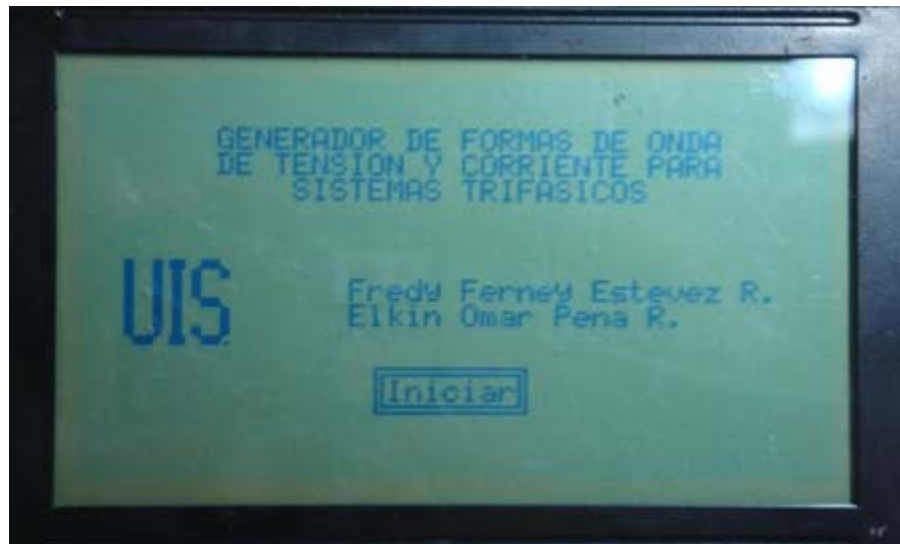 GENERADOR DE FORMAS DE ONDA
DE TENSION Y CORRIENTE PARA
SISTEMAS TRIFASICOS
UIS
Fredy Ferney Estevez R.
Elkin Omar Pena R.
Iniciar